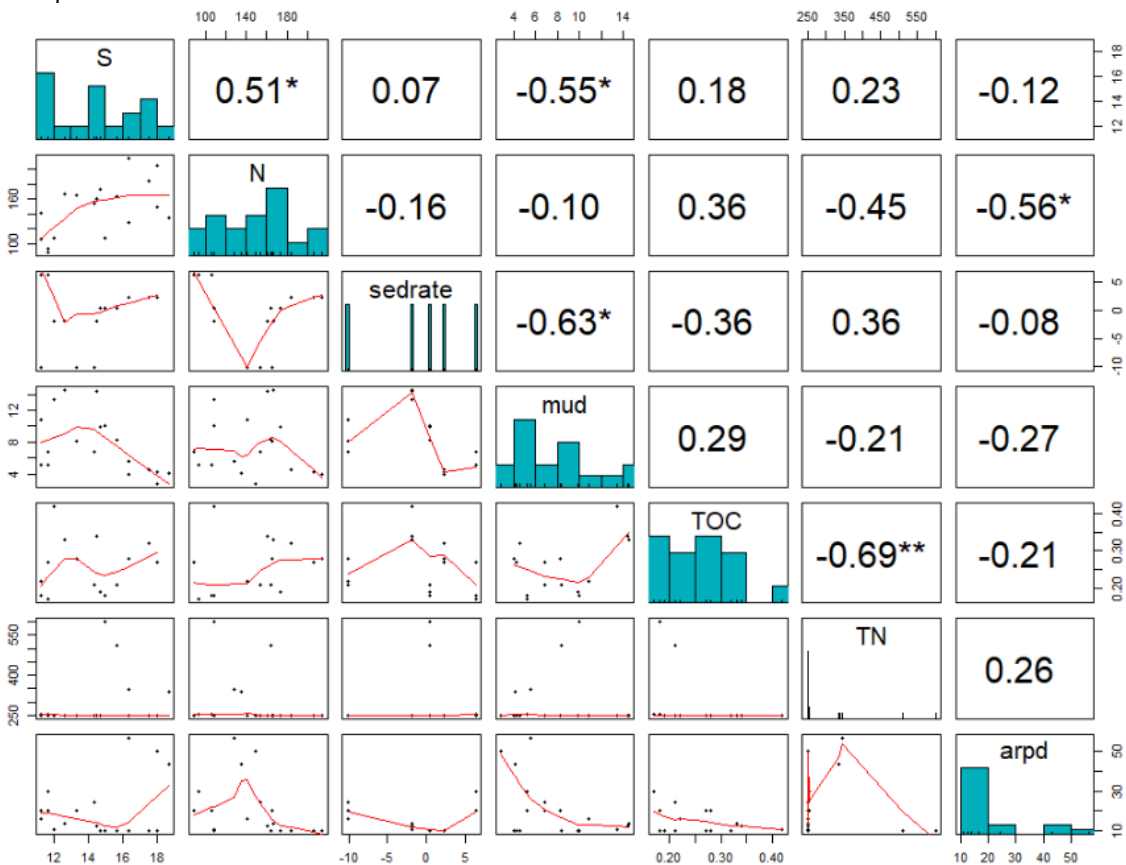 100 140 180 4 6 8 10 14 250 350 450 550
S 0.51* 0.07 -0.55* 0.18 0.23 -0.12
12 14 16 18
100 160
N -0.16 -0.10 0.36 -0.45 -0.56*
sedrate -0.63* -0.36 0.36 -0.08
-10 -5 0 5
4 8 12
mud 0.29 -0.21 -0.27
TOC -0.69** -0.21
0.20 0.30 0.40
250 400 550
TN 0.26
arpd
10 30 50
12 14 16 18 -10 -5 0 5 0.20 0.30 0.40 10 20 30 40 50